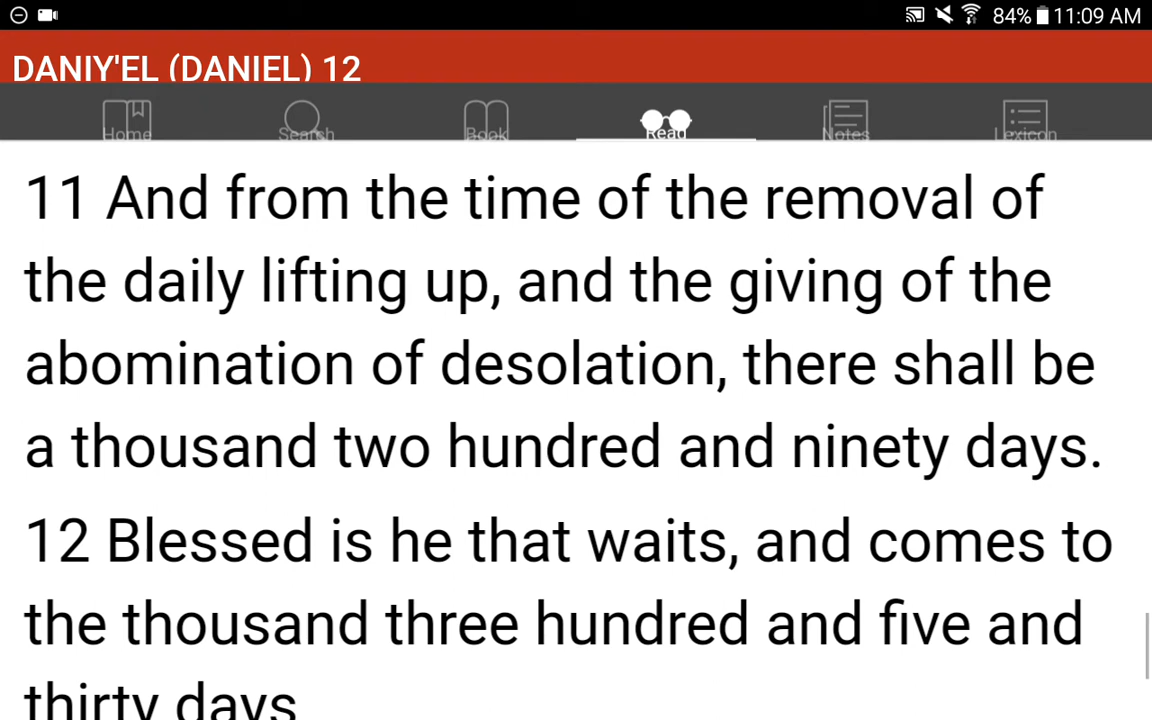 84% 11:09 AM
DANIY'EL (DANIEL) 12
Home Search Book Read Notes Lexicon
11 And from the time of the removal of
the daily lifting up, and the giving of the
abomination of desolation, there shall be
a thousand two hundred and ninety days.
12 Blessed is he that waits, and comes to
the thousand three hundred and five and
thirty days